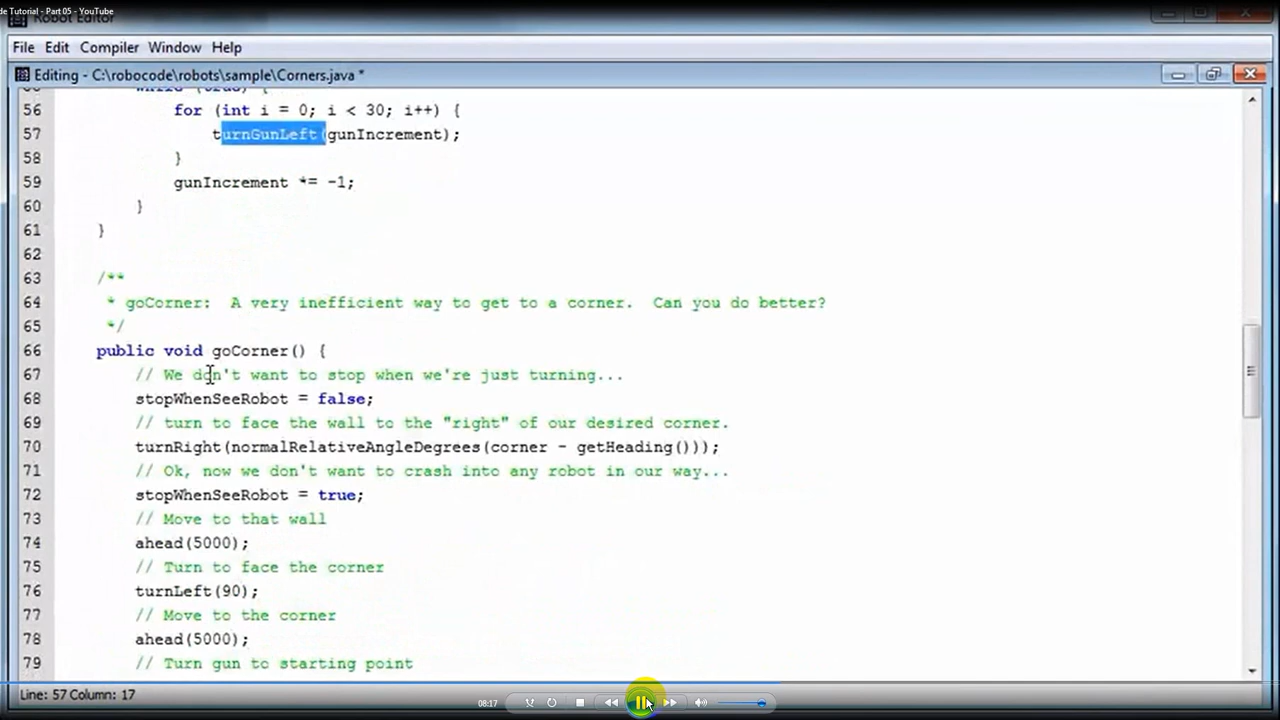 de Tutorial - Part 05 - YouTube
Robot Editor
File Edit Compiler Window Help
Editing - C:\robocode\robots\sample\Corners.java *
55 while (true) {
56 for (int i = 0; i < 30; i++) {
57 turnGunLeft(gunIncrement);
58 }
59 gunIncrement *= -1;
60 }
61 }
62
63 /**
64 * goCorner:  A very inefficient way to get to a corner.  Can you do better?
65 */
66 public void goCorner() {
67 // We don't want to stop when we're just turning...
68 stopWhenSeeRobot = false;
69 // turn to face the wall to the "right" of our desired corner.
70 turnRight(normalRelativeAngleDegrees(corner - getHeading()));
71 // Ok, now we don't want to crash into any robot in our way...
72 stopWhenSeeRobot = true;
73 // Move to that wall
74 ahead(5000);
75 // Turn to face the corner
76 turnLeft(90);
77 // Move to the corner
78 ahead(5000);
79 // Turn gun to starting point
Line: 57 Column: 17
08:17